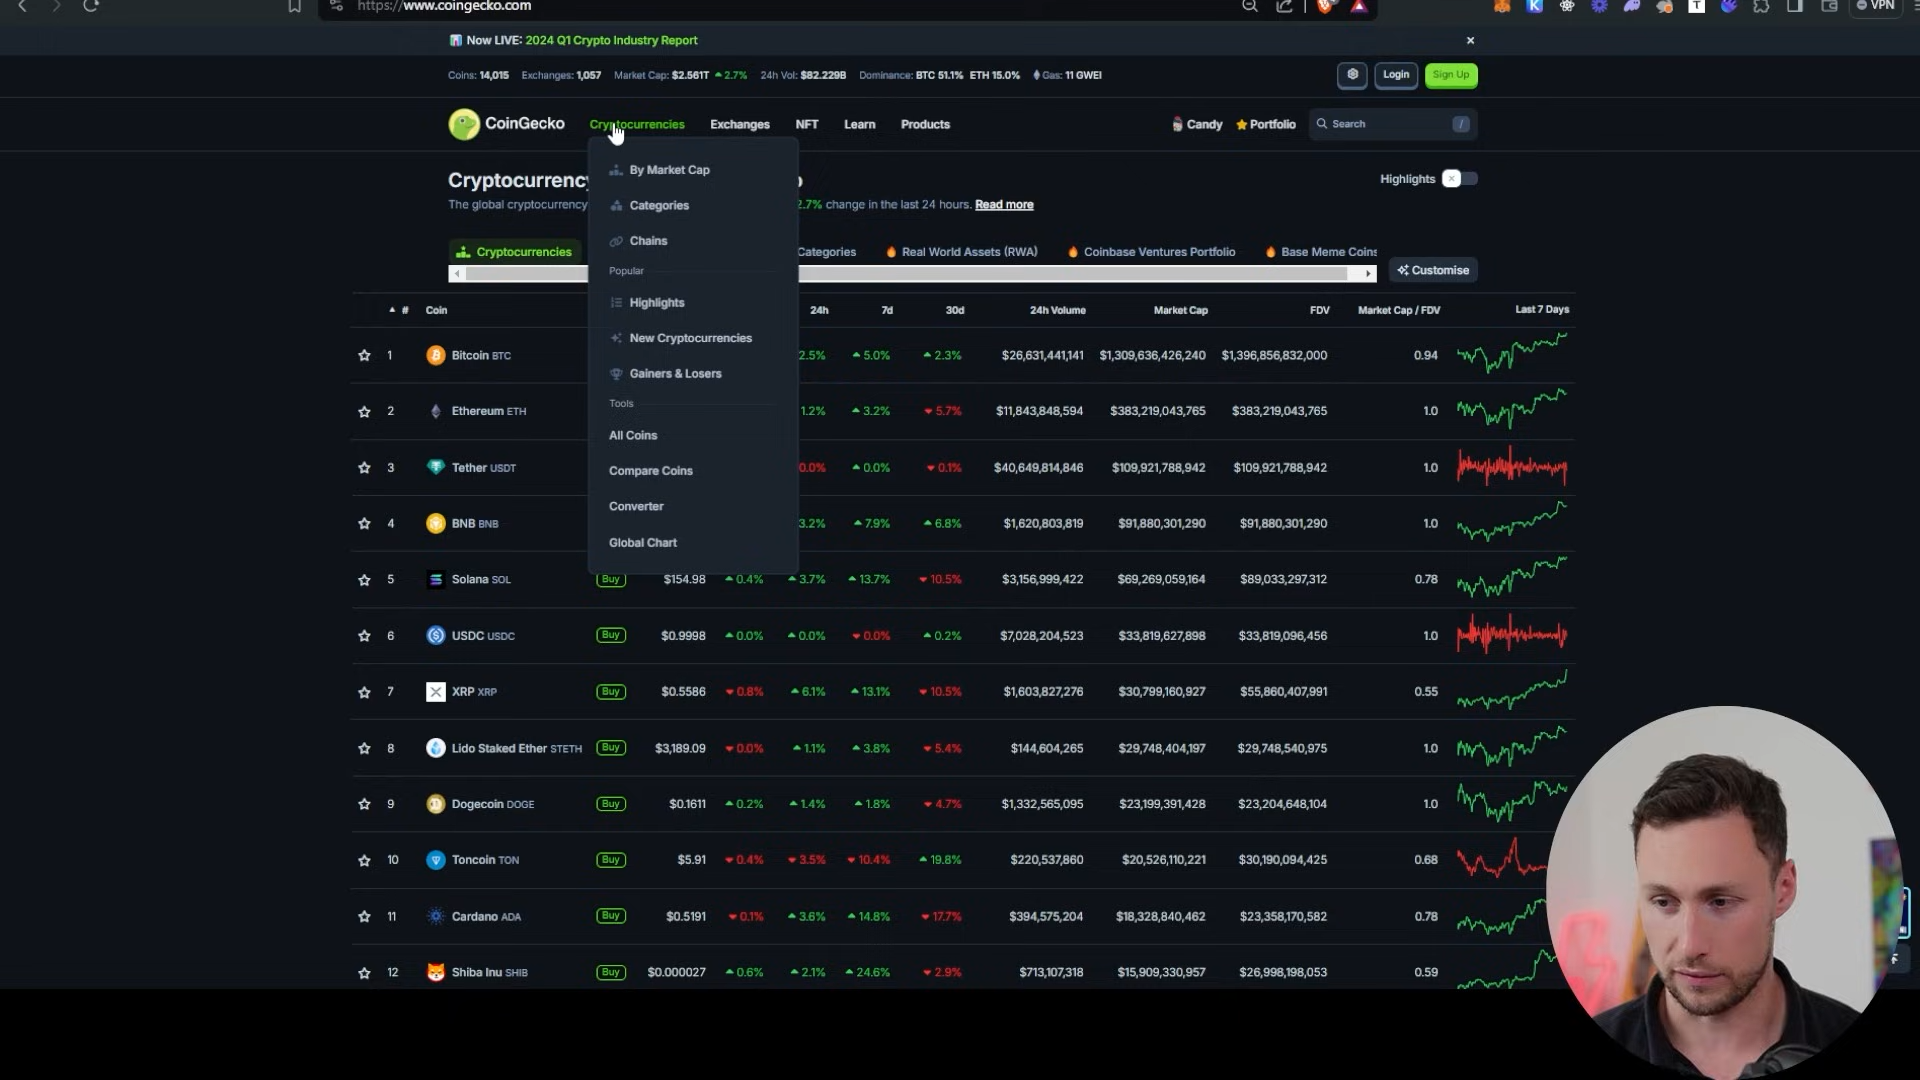 https://www.coingecko.com
VPN
Now LIVE: 2024 Q1 Crypto Industry Report
Coins: 14,015 Exchanges: 1,057 Market Cap: $2.561T 2.7% 24h Vol: $82.229B Dominance: BTC 51.1% ETH 15.0% Gas: 11 GWEI
Login
Sign Up
CoinGecko Cryptocurrencies Exchanges NFT Learn Products
Candy Portfolio Search /
By Market Cap
Categories
Chains
Popular
Highlights
New Cryptocurrencies
Gainers & Losers
Tools
All Coins
Compare Coins
Converter
Global Chart
Highlights
The global cryptocurrency 2.7% change in the last 24 hours. Read more
Cryptocurrencies Categories Real World Assets (RWA) Coinbase Ventures Portfolio Base Meme Coins
Customise
# Coin 24h 7d 30d 24h Volume Market Cap FDV Market Cap / FDV Last 7 Days
1 Bitcoin BTC 2.5% 5.0% 2.3% $26,631,441,141 $1,309,636,426,240 $1,396,856,832,000 0.94
2 Ethereum ETH 1.2% 3.2% 5.7% $11,843,848,594 $383,219,043,765 $383,219,043,765 1.0
3 Tether USDT 0.0% 0.0% 0.1% $40,649,814,846 $109,921,788,942 $109,921,788,942 1.0
4 BNB BNB 3.2% 7.9% 6.8% $1,620,803,819 $91,880,301,290 $91,880,301,290 1.0
5 Solana SOL Buy $154.98 0.4% 3.7% 13.7% 10.5% $3,156,999,422 $69,269,059,164 $89,033,297,312 0.78
6 USDC USDC Buy $0.9998 0.0% 0.0% 0.0% 0.2% $7,028,204,523 $33,819,627,898 $33,819,096,456 1.0
7 XRP XRP Buy $0.5586 0.8% 6.1% 13.1% 10.5% $1,603,827,276 $30,799,160,927 $55,860,407,991 0.55
8 Lido Staked Ether STETH Buy $3,189.09 0.0% 1.1% 3.8% 5.4% $144,604,265 $29,748,404,197 $29,748,540,975 1.0
9 Dogecoin DOGE Buy $0.1611 0.2% 1.4% 1.8% 4.7% $1,332,565,095 $23,199,391,428 $23,204,648,104 1.0
10 Toncoin TON Buy $5.91 0.4% 3.5% 10.4% 19.8% $220,537,860 $20,526,110,221 $30,190,094,425 0.68
11 Cardano ADA Buy $0.5191 0.1% 3.6% 14.8% 17.7% $394,575,204 $18,328,840,462 $23,358,170,582 0.78
12 Shiba Inu SHIB Buy $0.000027 0.6% 2.1% 24.6% 2.9% $713,107,318 $15,909,330,957 $26,998,198,053 0.59